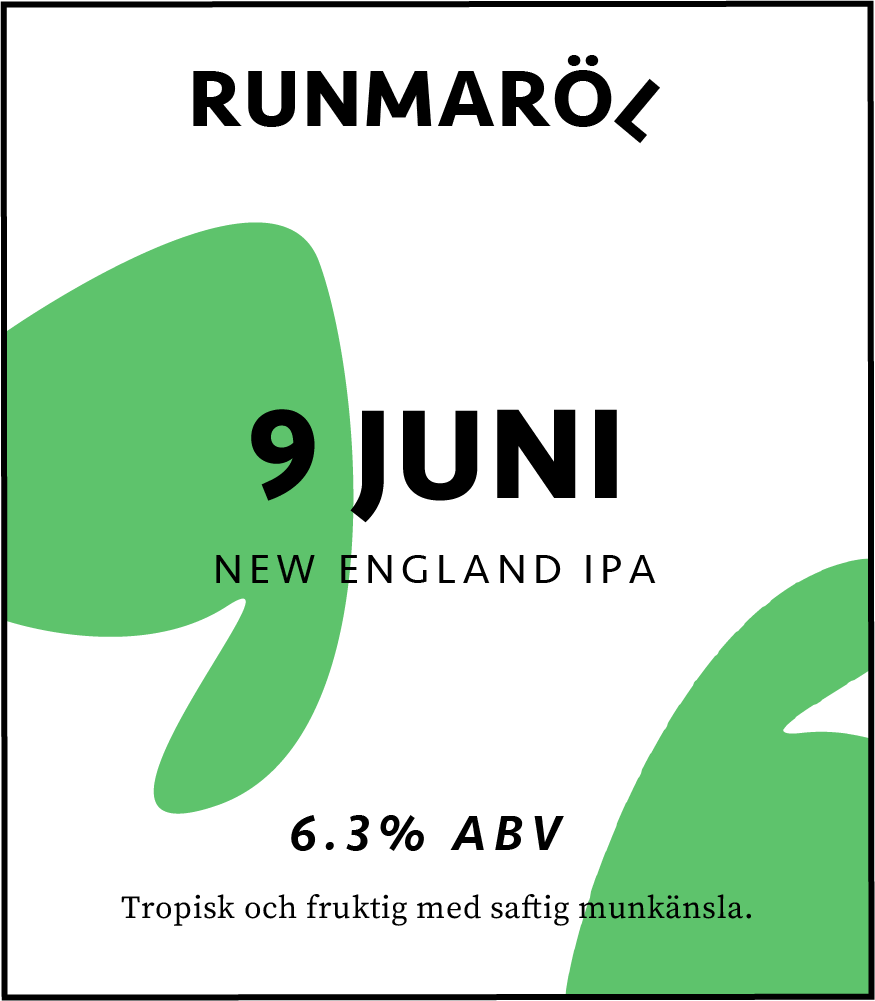 RUNMARÖL
9 JUNI
NEW ENGLAND IPA
6.3% ABV
Tropisk och fruktig med saftig munkänsla.